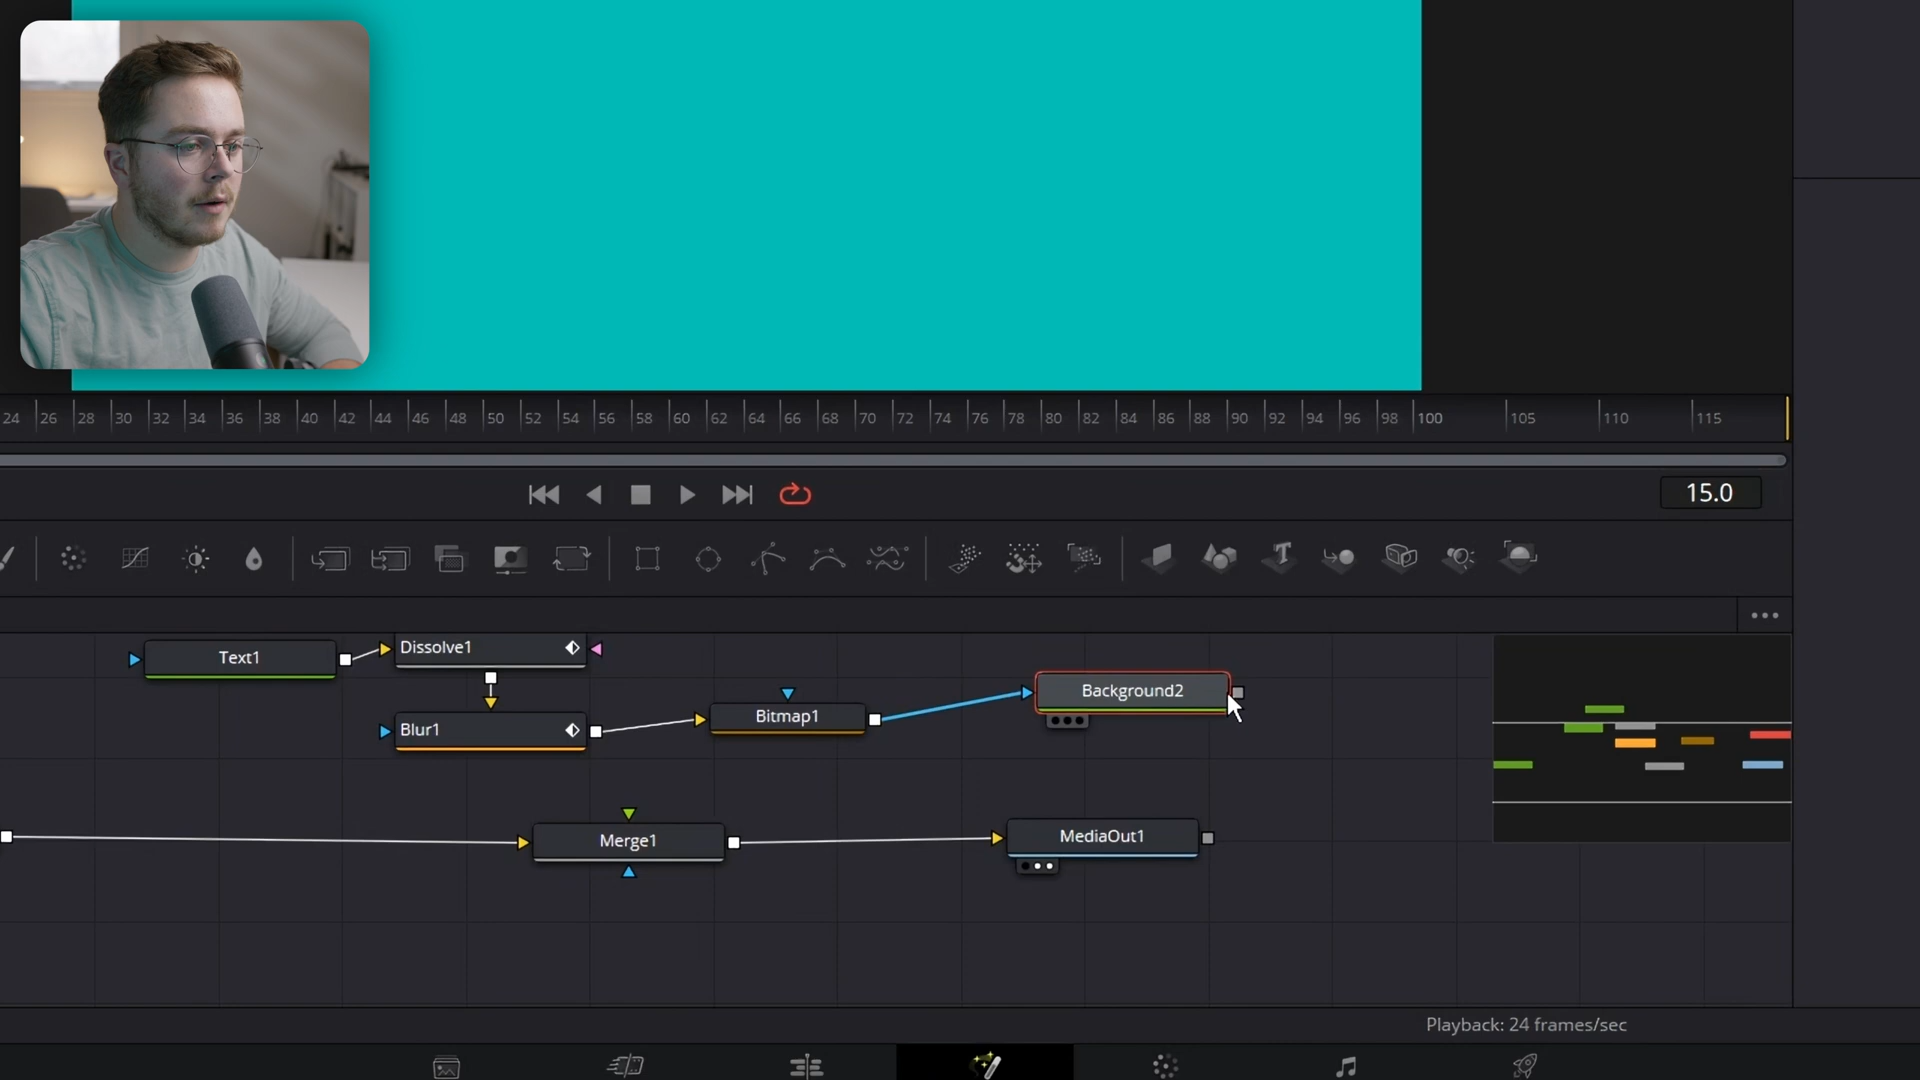 24 26 28 30 32 34 36 38 40 42 44 46 48 50 52 54 56 58 60 62 64 66 68 70 72 74 76 78 80 82 84 86 88 90 92 94 96 98 100 105 110 115
15.0
Text1
Dissolve1
Background2
Blur1
Bitmap1
Merge1
MediaOut1
Playback: 24 frames/sec